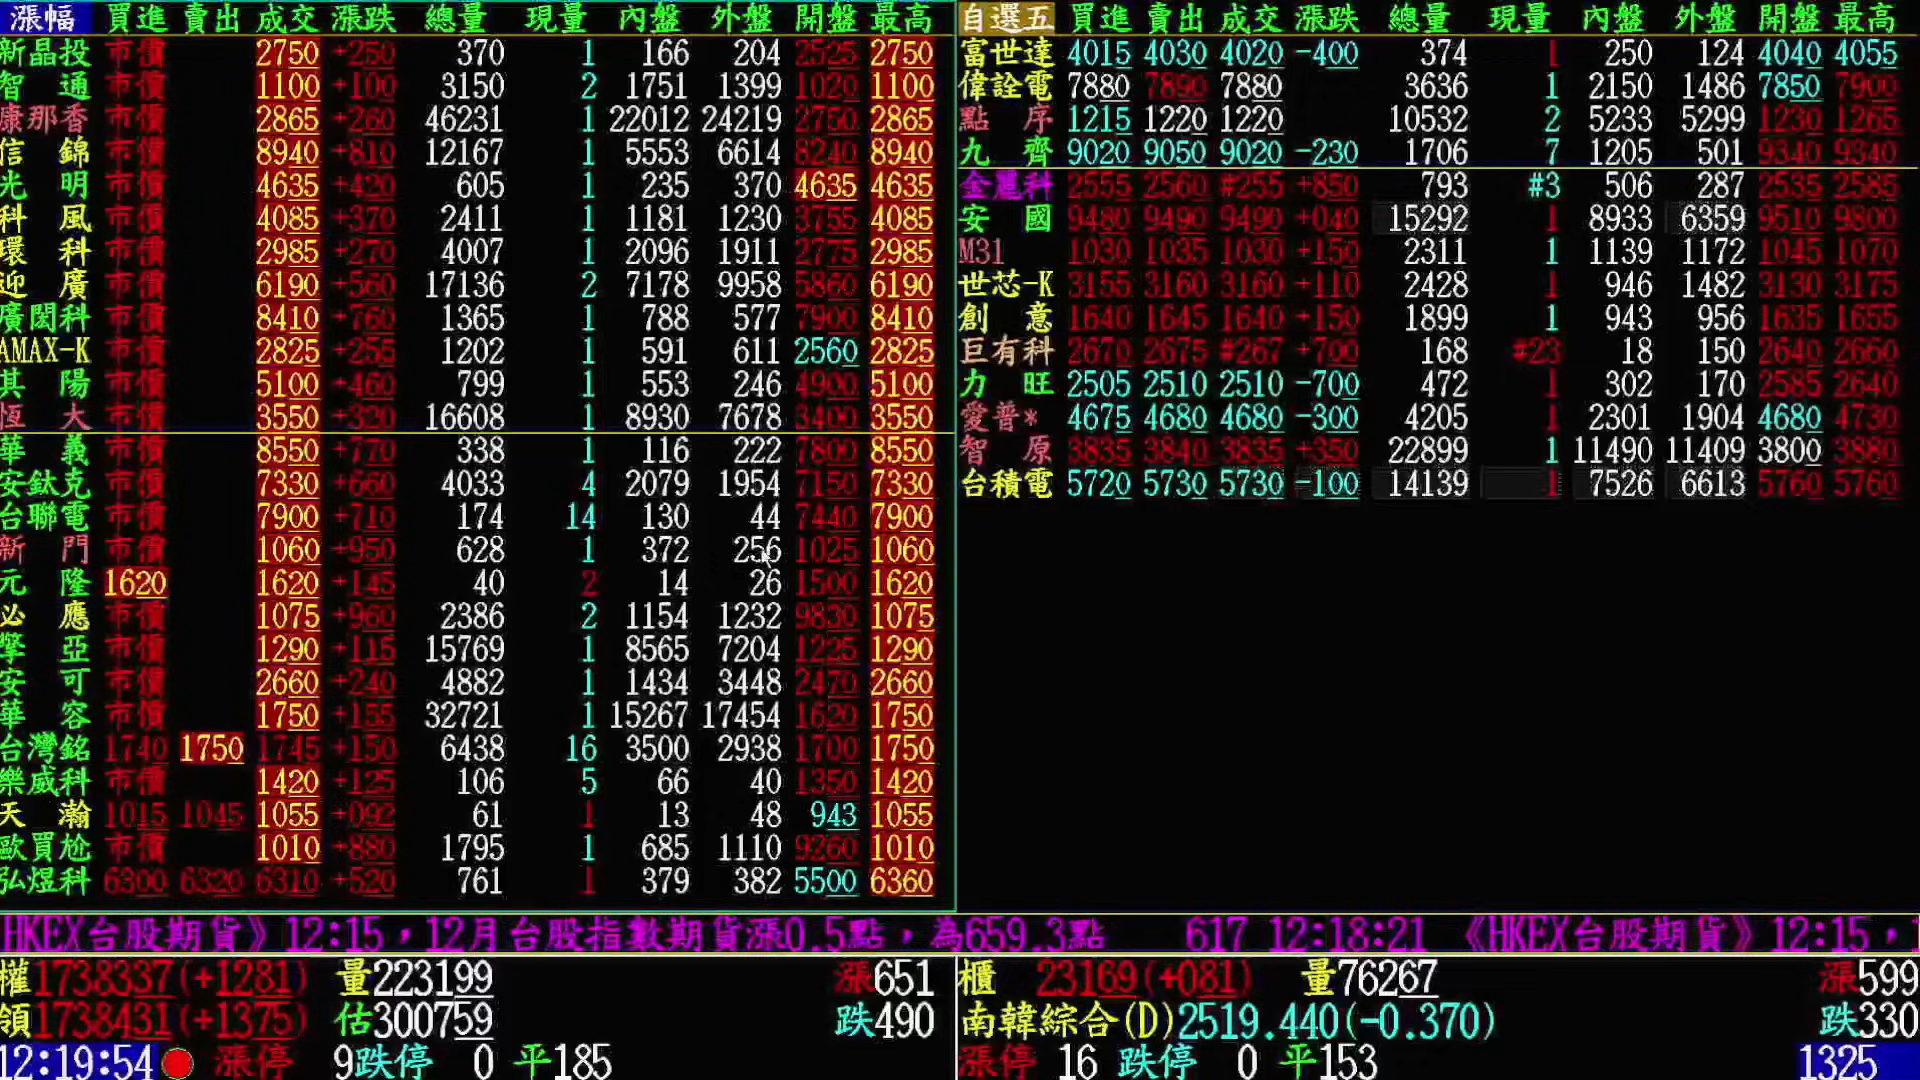 漲幅 買進 賣出 成交 漲跌 總量 現量 內盤 外盤 開盤 最高
新晶投 市價 2750 +250 370 1 166 204 2525 2750
智通 市價 1100 +100 3150 2 1751 1399 1020 1100
康那香 市價 2865 +260 46231 1 22012 24219 2750 2865
信錦 市價 8940 +810 12167 1 5553 6614 8240 8940
光明 市價 4635 +420 605 1 235 370 4635 4635
科風 市價 4085 +370 2411 1 1181 1230 3755 4085
環科 市價 2985 +270 4007 1 2096 1911 2775 2985
迎廣 市價 6190 +560 17136 2 7178 9958 5860 6190
廣閎科 市價 8410 +760 1365 1 788 577 7900 8410
AMAX-K 市價 2825 +255 1202 1 591 611 2560 2825
其陽 市價 5100 +460 799 1 553 246 4900 5100
恆大 市價 3550 +320 16608 1 8930 7678 3400 3550
華義 市價 8550 +770 338 1 116 222 7800 8550
安鈦克 市價 7330 +660 4033 4 2079 1954 7150 7330
台聯電 市價 7900 +710 174 14 130 44 7440 7900
新門 市價 1060 +950 628 1 372 256 1025 1060
元隆 1620 1620 +145 40 2 14 26 1500 1620
必應 市價 1075 +960 2386 2 1154 1232 9830 1075
擎亞 市價 1290 +115 15769 1 8565 7204 1225 1290
安可 市價 2660 +240 4882 1 1434 3448 2470 2660
華容 市價 1750 +155 32721 1 15267 17454 1620 1750
台灣銘 1740 1750 1745 +150 6438 16 3500 2938 1700 1750
樂威科 市價 1420 +125 106 5 66 40 1350 1420
天瀚 1015 1045 1055 +092 61 1 13 48 943 1055
歐買尬 市價 1010 +880 1795 1 685 1110 9260 1010
弘煜科 6300 6320 6310 +520 761 1 379 382 5500 6360
自選五 買進 賣出 成交 漲跌 總量 現量 內盤 外盤 開盤 最高
富世達 4015 4030 4020 -400 374 1 250 124 4040 4055
偉詮電 7880 7890 7880 3636 1 2150 1486 7850 7900
點序 1215 1220 1220 10532 2 5233 5299 1230 1265
九齊 9020 9050 9020 -230 1706 7 1205 501 9340 9340
金麗科 2555 2560 #255 +850 793 #3 506 287 2535 2585
安國 9480 9490 9490 +040 15292 1 8933 6359 9510 9800
M31 1030 1035 1030 +150 2311 1 1139 1172 1045 1070
世芯-K 3155 3160 3160 +110 2428 1 946 1482 3130 3175
創意 1640 1645 1640 +150 1899 1 943 956 1635 1655
巨有科 2670 2675 #267 +700 168 #23 18 150 2640 2660
力旺 2505 2510 2510 -700 472 1 302 170 2585 2640
愛普* 4675 4680 4680 -300 4205 1 2301 1904 4680 4730
智原 3835 3840 3835 +350 22899 1 11490 11409 3800 3880
台積電 5720 5730 5730 -100 14139 1 7526 6613 5760 5760
HKEX台股期貨》12:15，12月台股指數期貨漲0.5點，為659.3點 617 12:18:21 《HKEX台股期貨》12:15，
權1738337(+1281) 量223199 漲651
領1738431(+1375) 估300759 跌490
12:19:54 漲停 9跌停 0 平185
櫃 23169(+081) 量76267 漲599
南韓綜合(D)2519.440(-0.370) 跌330
漲停 16 跌停 0 平153 1325